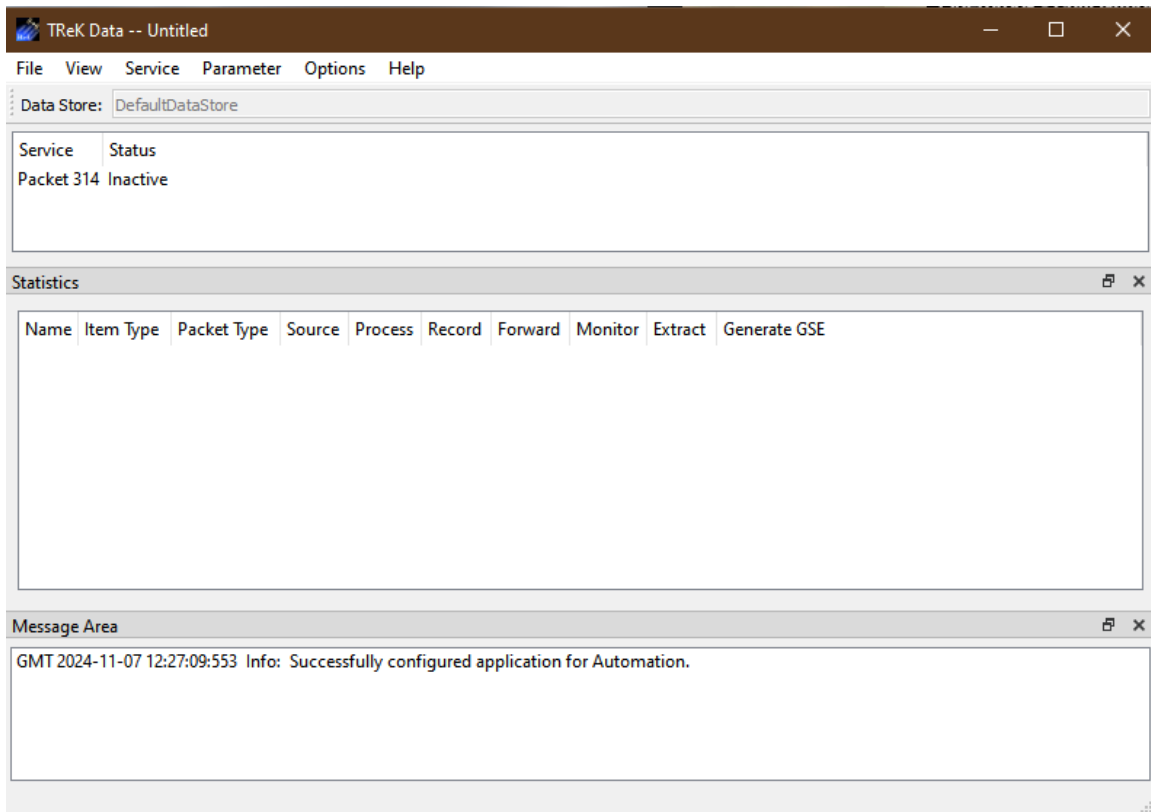 TReK Data -- Untitled
File View Service Parameter Options Help
Data Store: DefaultDataStore
Service Status
Packet 314 Inactive
Statistics
Name Item Type Packet Type Source Process Record Forward Monitor Extract Generate GSE
Message Area
GMT 2024-11-07 12:27:09:553 Info: Successfully configured application for Automation.